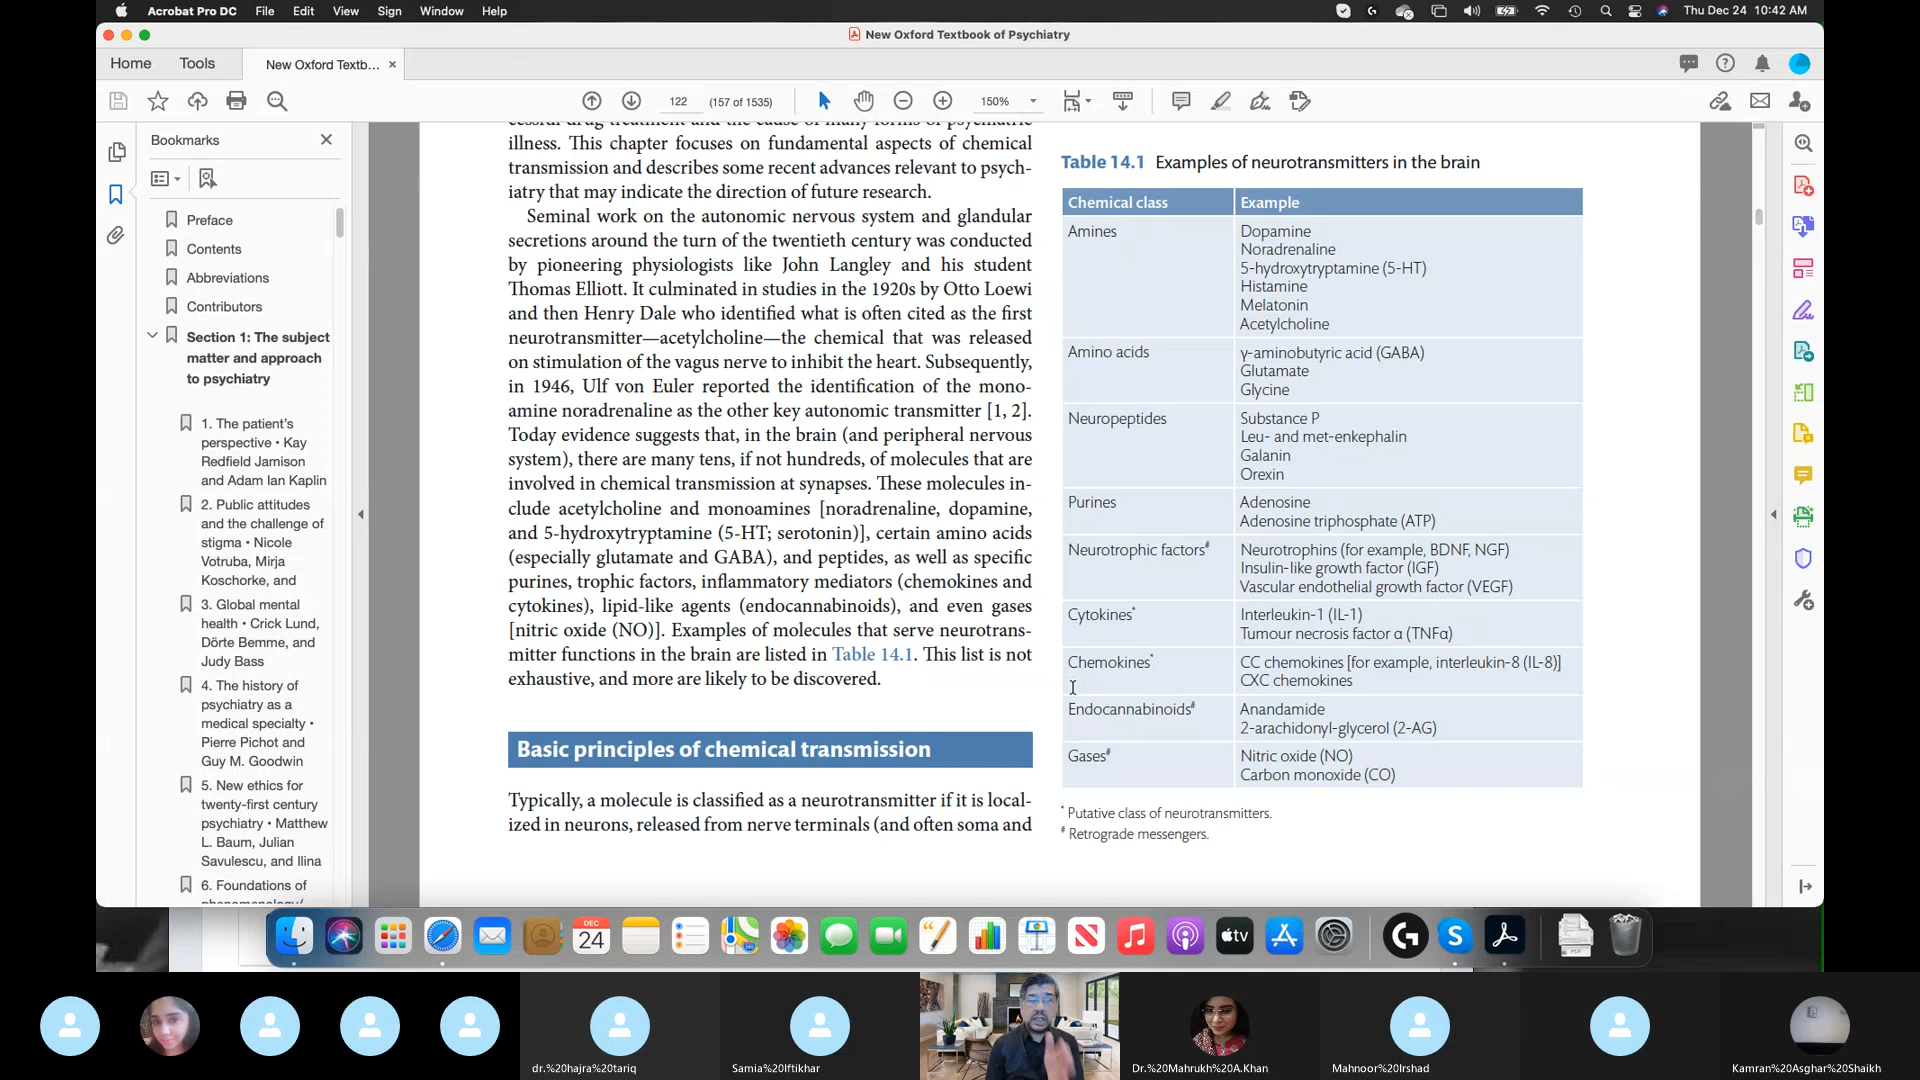 Acrobat Pro DC File Edit View Sign Window Help
Thu Dec 24 10:42 AM
New Oxford Textbook of Psychiatry
Home Tools New Oxford Textb... ×
122 (157 of 1535) 150%
Bookmarks
Preface
Contents
Abbreviations
Contributors
Section 1: The subject
matter and approach
to psychiatry
1. The patient's
perspective • Kay
Redfield Jamison
and Adam Ian Kaplin
2. Public attitudes
and the challenge of
stigma • Nicole
Votruba, Mirja
Koschorke, and
3. Global mental
health • Crick Lund,
Dörte Bemme, and
Judy Bass
4. The history of
psychiatry as a
medical specialty •
Pierre Pichot and
Guy M. Goodwin
5. New ethics for
twenty-first century
psychiatry • Matthew
L. Baum, Julian
Savulescu, and Ilina
6. Foundations of
phenomenology/
cessful drug treatment and the cause of many forms of psychiatric
illness. This chapter focuses on fundamental aspects of chemical
transmission and describes some recent advances relevant to psych-
iatry that may indicate the direction of future research.
Seminal work on the autonomic nervous system and glandular
secretions around the turn of the twentieth century was conducted
by pioneering physiologists like John Langley and his student
Thomas Elliott. It culminated in studies in the 1920s by Otto Loewi
and then Henry Dale who identified what is often cited as the first
neurotransmitter—acetylcholine—the chemical that was released
on stimulation of the vagus nerve to inhibit the heart. Subsequently,
in 1946, Ulf von Euler reported the identification of the mono-
amine noradrenaline as the other key autonomic transmitter [1, 2].
Today evidence suggests that, in the brain (and peripheral nervous
system), there are many tens, if not hundreds, of molecules that are
involved in chemical transmission at synapses. These molecules in-
clude acetylcholine and monoamines [noradrenaline, dopamine,
and 5-hydroxytryptamine (5-HT; serotonin)], certain amino acids
(especially glutamate and GABA), and peptides, as well as specific
purines, trophic factors, inflammatory mediators (chemokines and
cytokines), lipid-like agents (endocannabinoids), and even gases
[nitric oxide (NO)]. Examples of molecules that serve neurotrans-
mitter functions in the brain are listed in Table 14.1. This list is not
exhaustive, and more are likely to be discovered.
Basic principles of chemical transmission
Typically, a molecule is classified as a neurotransmitter if it is local-
ized in neurons, released from nerve terminals (and often soma and
Table 14.1 Examples of neurotransmitters in the brain
Chemical class Example
Amines Dopamine
Noradrenaline
5-hydroxytryptamine (5-HT)
Histamine
Melatonin
Acetylcholine
Amino acids γ-aminobutyric acid (GABA)
Glutamate
Glycine
Neuropeptides Substance P
Leu- and met-enkephalin
Galanin
Orexin
Purines Adenosine
Adenosine triphosphate (ATP)
Neurotrophic factors# Neurotrophins (for example, BDNF, NGF)
Insulin-like growth factor (IGF)
Vascular endothelial growth factor (VEGF)
Cytokines* Interleukin-1 (IL-1)
Tumour necrosis factor α (TNFα)
Chemokines* CC chemokines [for example, interleukin-8 (IL-8)]
CXC chemokines
Endocannabinoids# Anandamide
2-arachidonyl-glycerol (2-AG)
Gases# Nitric oxide (NO)
Carbon monoxide (CO)
* Putative class of neurotransmitters.
# Retrograde messengers.
DEC
24
tv
dr.%20hajra%20tariq
Samia%20Iftikhar
Dr.%20Mahrukh%20A.Khan
Mahnoor%20Irshad
Kamran%20Asghar%20Shaikh